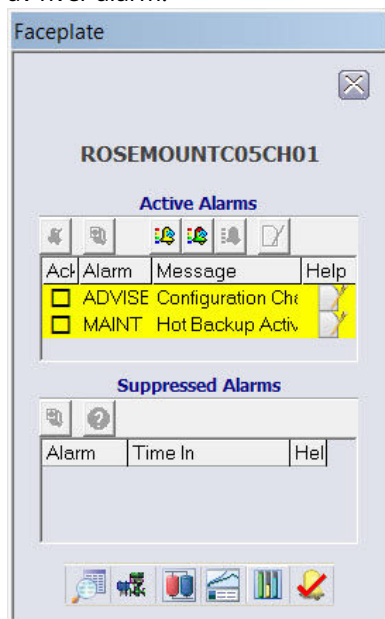 Faceplate
ROSEMOUNTC05CH01
Active Alarms
Ack Alarm Message Help
ADVISE Configuration Cha
MAINT Hot Backup Activ
Suppressed Alarms
Alarm Time In Hel